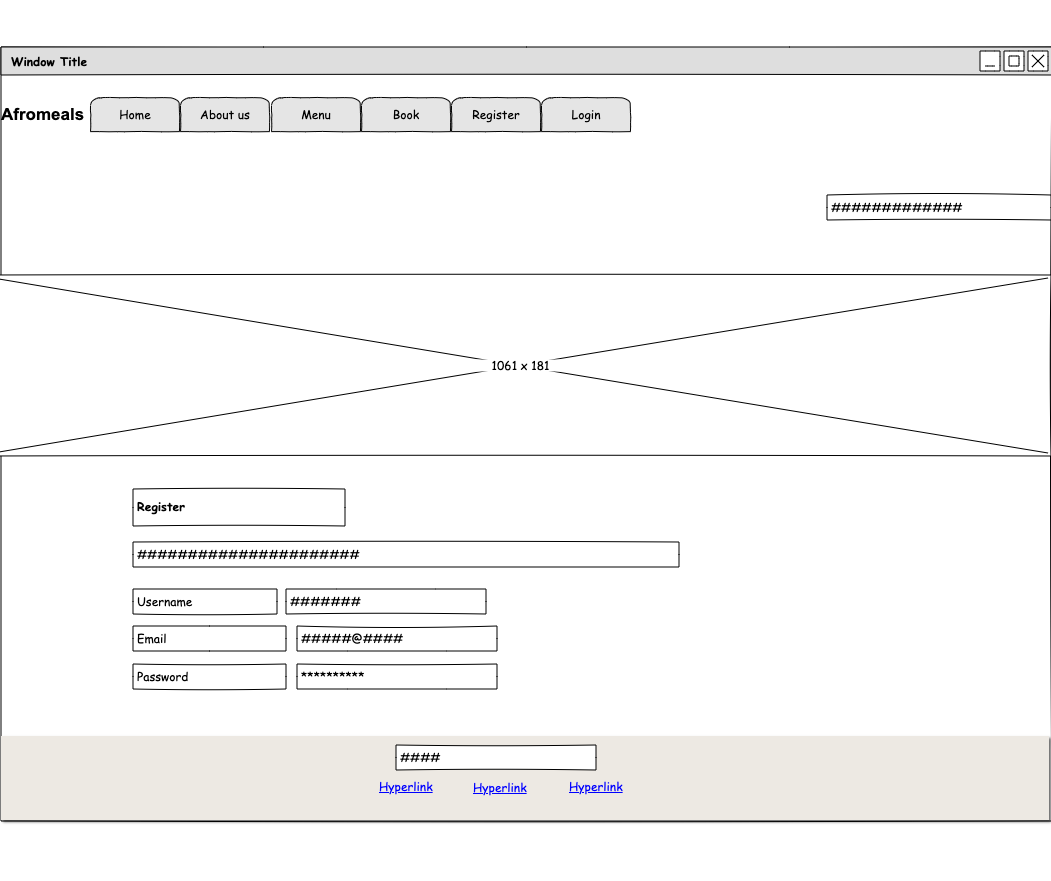 Window Title
Afromeals Home About us Menu Book Register Login
#############
1061 x 181
Register
######################
Username #######
Email #####@####
Password **********
####
Hyperlink Hyperlink Hyperlink